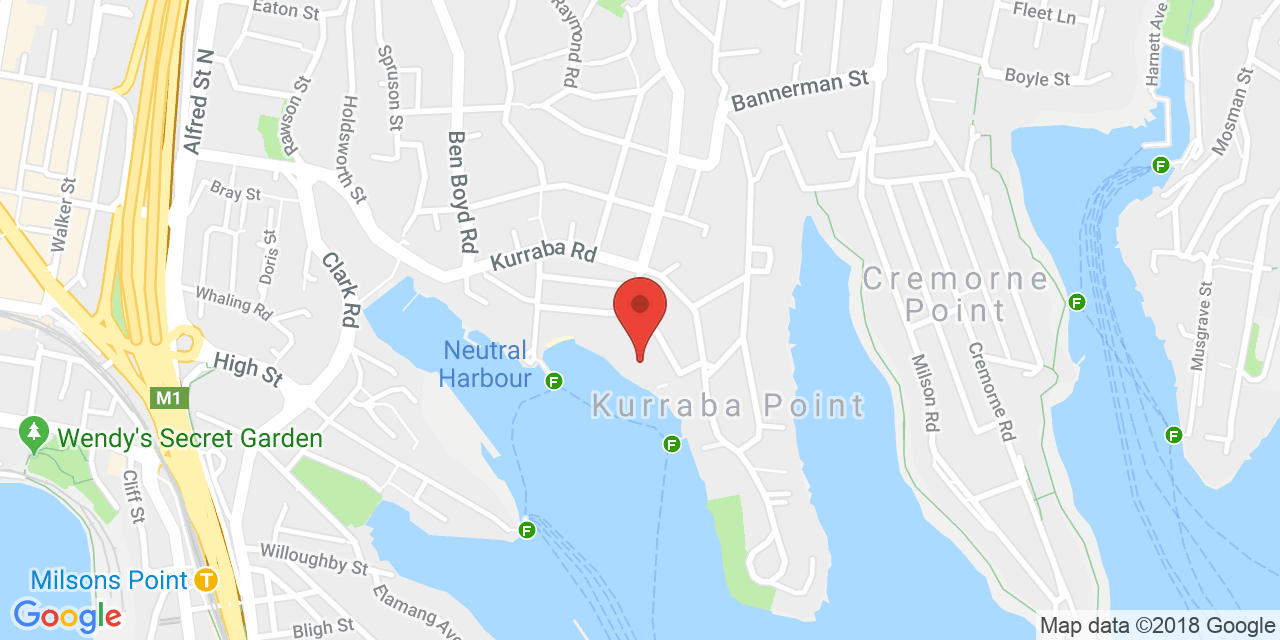 Eaton St
Raymond Rd
Fleet Ln
Harnett Ave
Boyle St
Bannerman St
Mosman St
Alfred St N
Rawson St
Spruson St
Holdsworth St
Ben Boyd Rd
Walker St
Bray St
Doris St
Kurraba Rd
Clark Rd
Whaling Rd
Cremorne
Point
Musgrave St
High St
Neutral
Harbour
F
F
F
F
F
F
M1
Kurraba Point
Milson Rd
Cremorne Rd
Wendy's Secret Garden
Cliff St
Willoughby St
Milsons Point
T
Elamang Ave
Bligh St
Google
Map data ©2018 Google